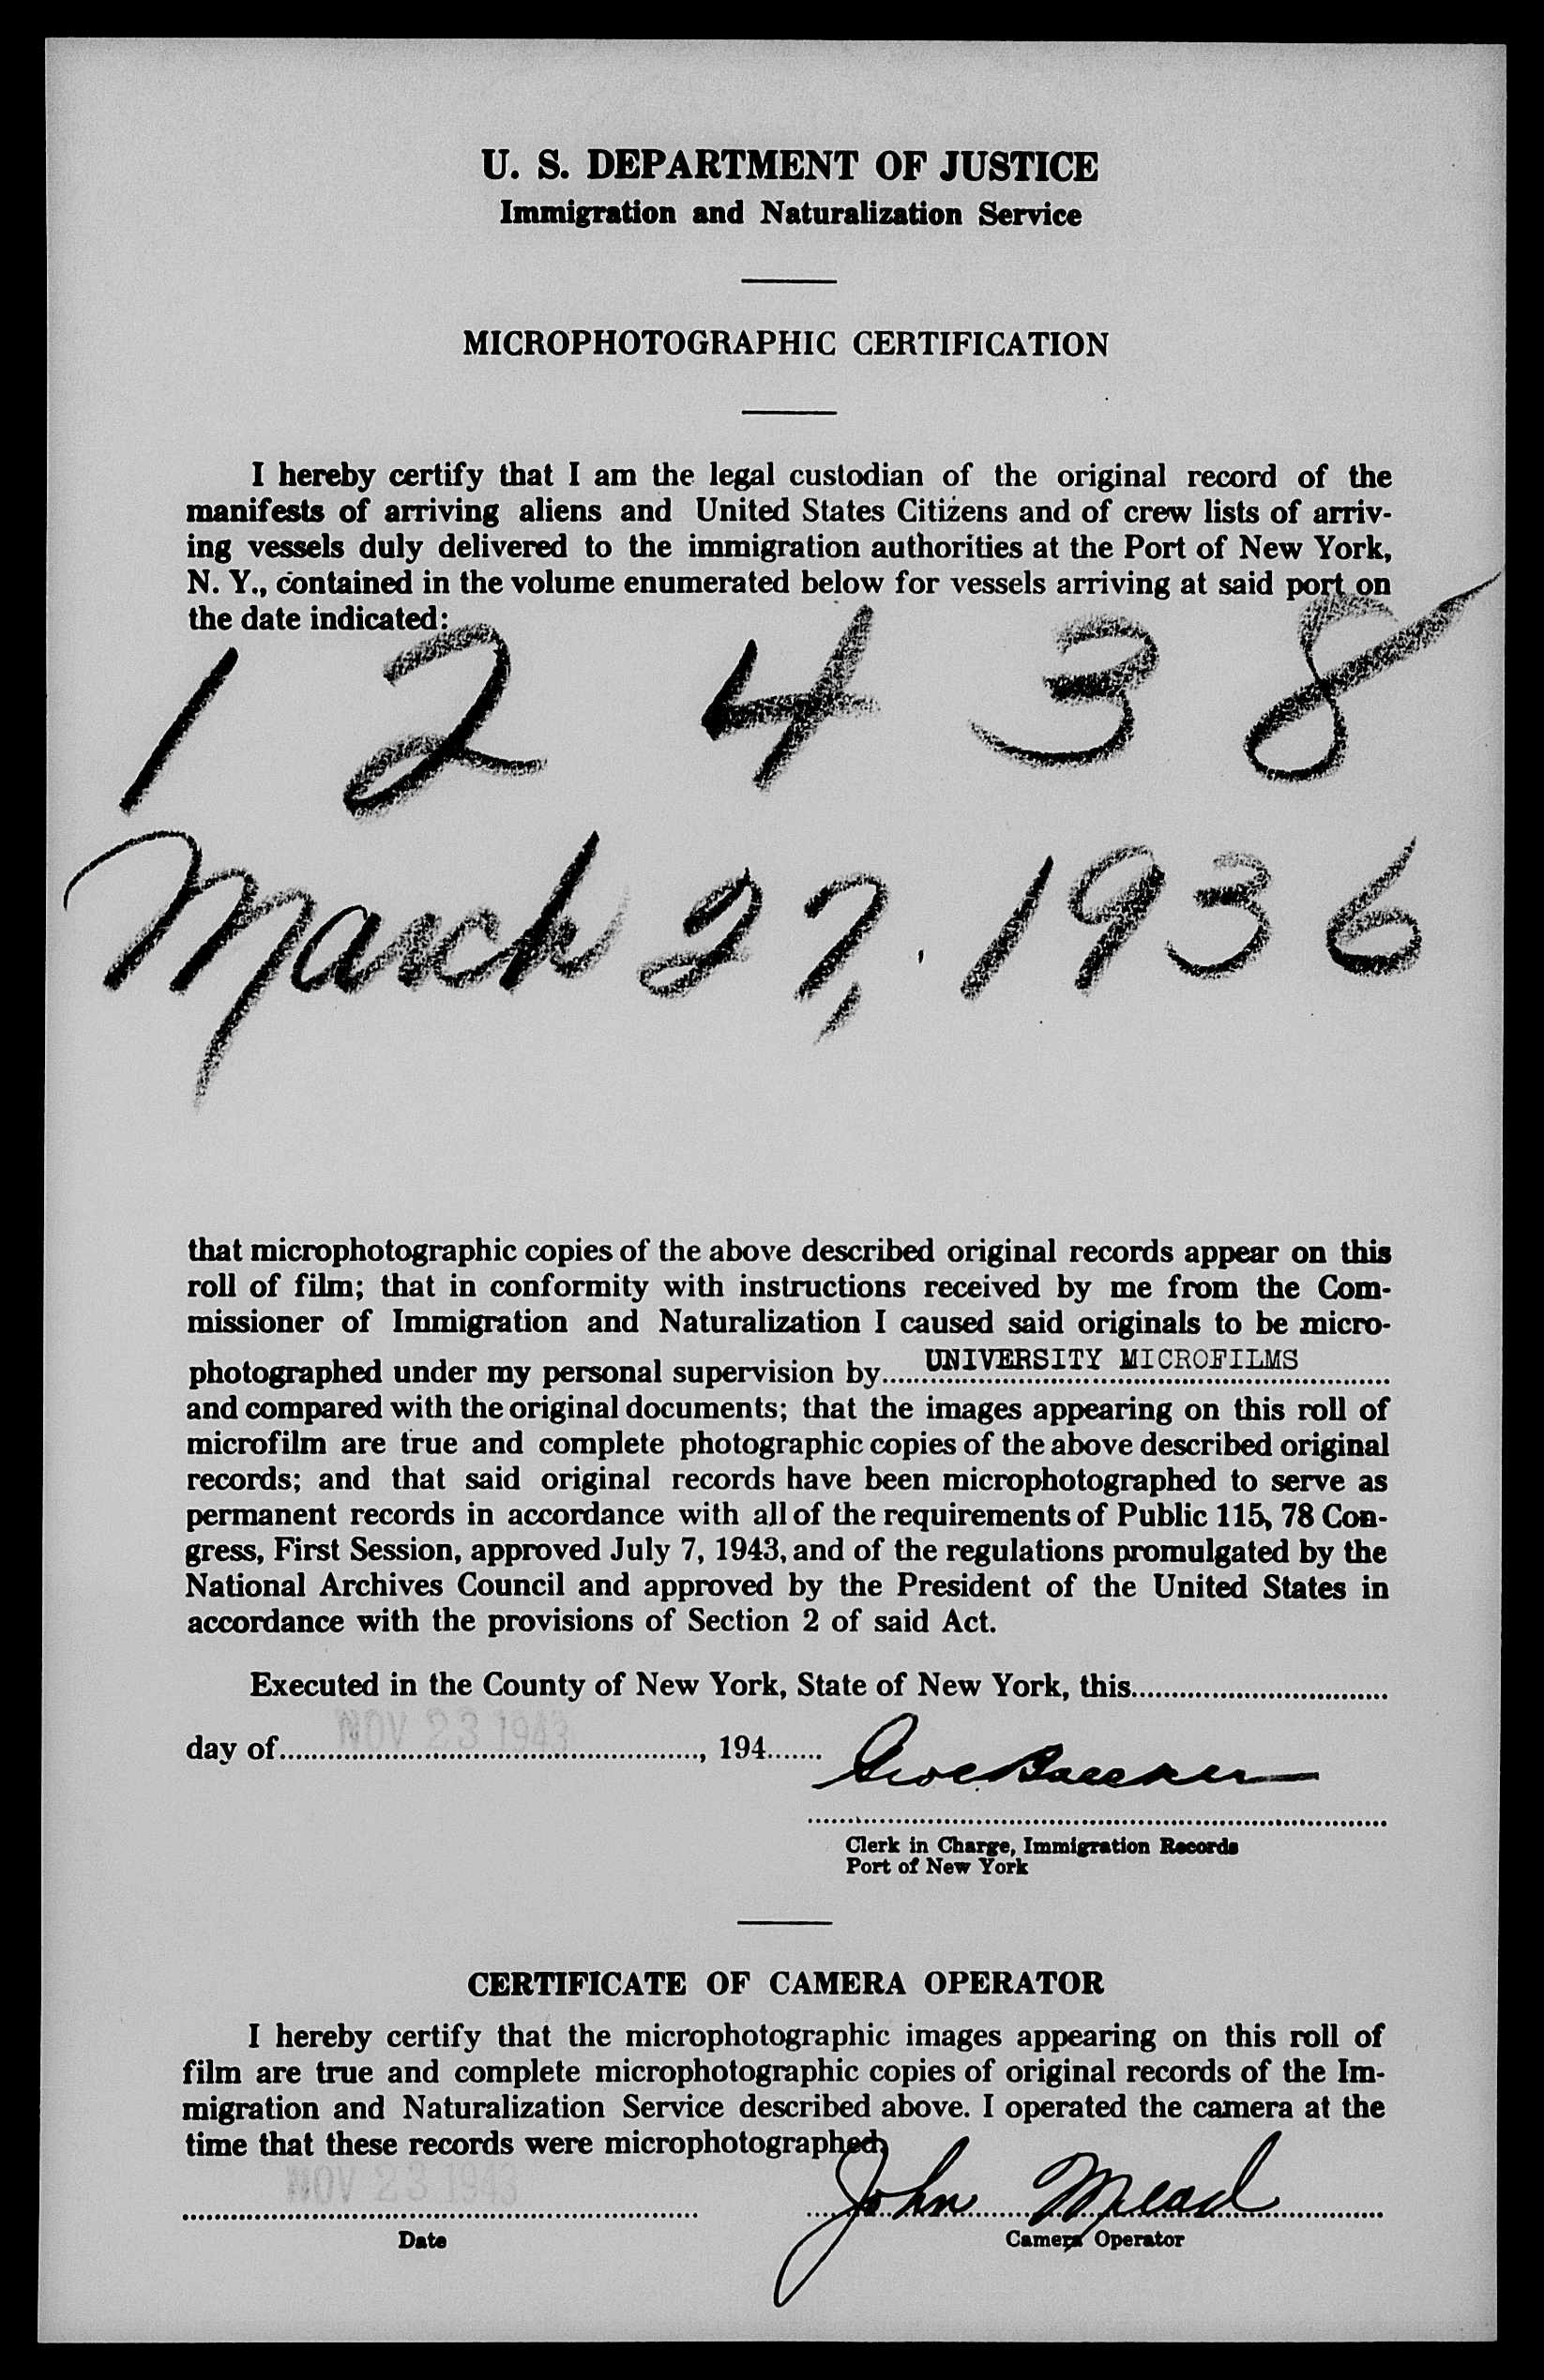 U. S. DEPARTMENT OF JUSTICE
Immigration and Naturalization Service
MICROPHOTOGRAPHIC CERTIFICATION
I hereby certify that I am the legal custodian of the original record of the
manifests of arriving aliens and United States Citizens and of crew lists of arriv-
ing vessels duly delivered to the immigration authorities at the Port of New York,
N. Y., contained in the volume enumerated below for vessels arriving at said port on
the date indicated:
1 2 4 3 8
March 27, 1936
that microphotographic copies of the above described original records appear on this
roll of film; that in conformity with instructions received by me from the Com-
missioner of Immigration and Naturalization I caused said originals to be micro-
photographed under my personal supervision by UNIVERSITY MICROFILMS
and compared with the original documents; that the images appearing on this roll of
microfilm are true and complete photographic copies of the above described original
records; and that said original records have been microphotographed to serve as
permanent records in accordance with all of the requirements of Public 115, 78 Con-
gress, First Session, approved July 7, 1943, and of the regulations promulgated by the
National Archives Council and approved by the President of the United States in
accordance with the provisions of Section 2 of said Act.
Executed in the County of New York, State of New York, this
day of NOV 23 1943, 194
Clerk in Charge, Immigration Records
Port of New York
CERTIFICATE OF CAMERA OPERATOR
I hereby certify that the microphotographic images appearing on this roll of
film are true and complete microphotographic copies of original records of the Im-
migration and Naturalization Service described above. I operated the camera at the
time that these records were microphotographed.
NOV 23 1943 John Mead
Date Camera Operator